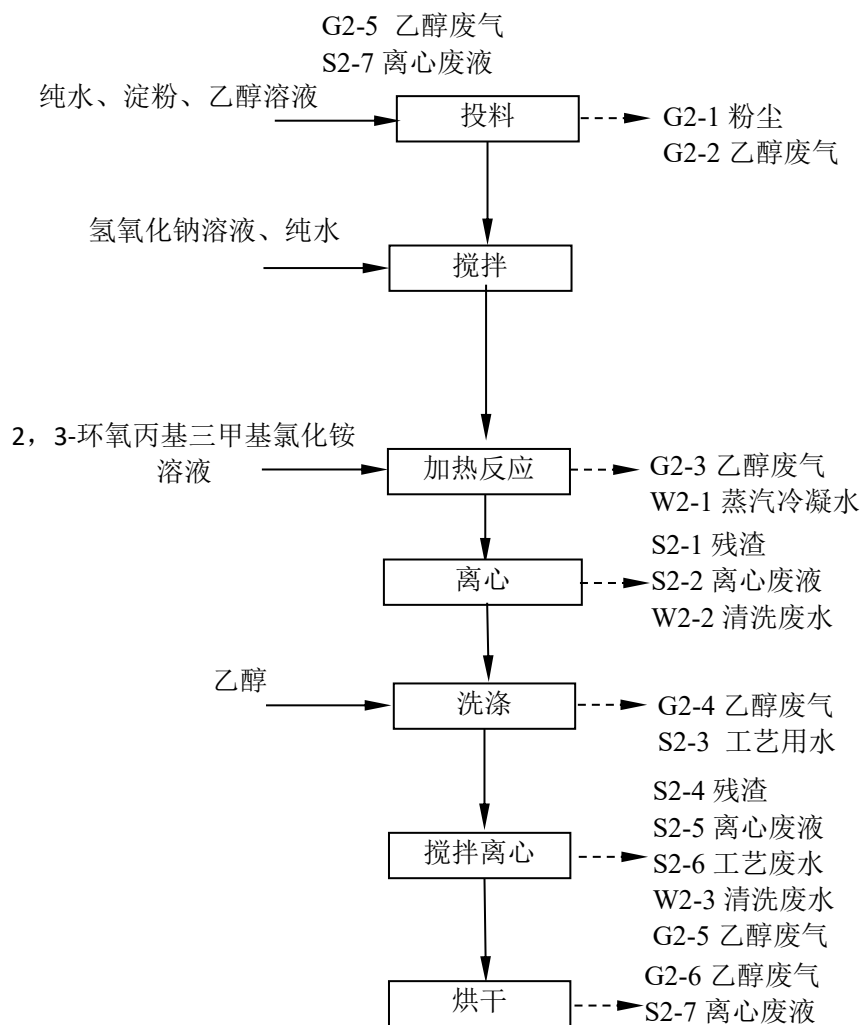 G2-5 乙醇废气
S2-7 离心废液
纯水、淀粉、乙醇溶液
投料
G2-1 粉尘
G2-2 乙醇废气
氢氧化钠溶液、纯水
搅拌
2，3-环氧丙基三甲基氯化铵
溶液
加热反应
G2-3 乙醇废气
W2-1 蒸汽冷凝水
离心
S2-1 残渣
S2-2 离心废液
W2-2 清洗废水
乙醇
洗涤
G2-4 乙醇废气
S2-3 工艺用水
搅拌离心
S2-4 残渣
S2-5 离心废液
S2-6 工艺废水
W2-3 清洗废水
G2-5 乙醇废气
烘干
G2-6 乙醇废气
S2-7 离心废液